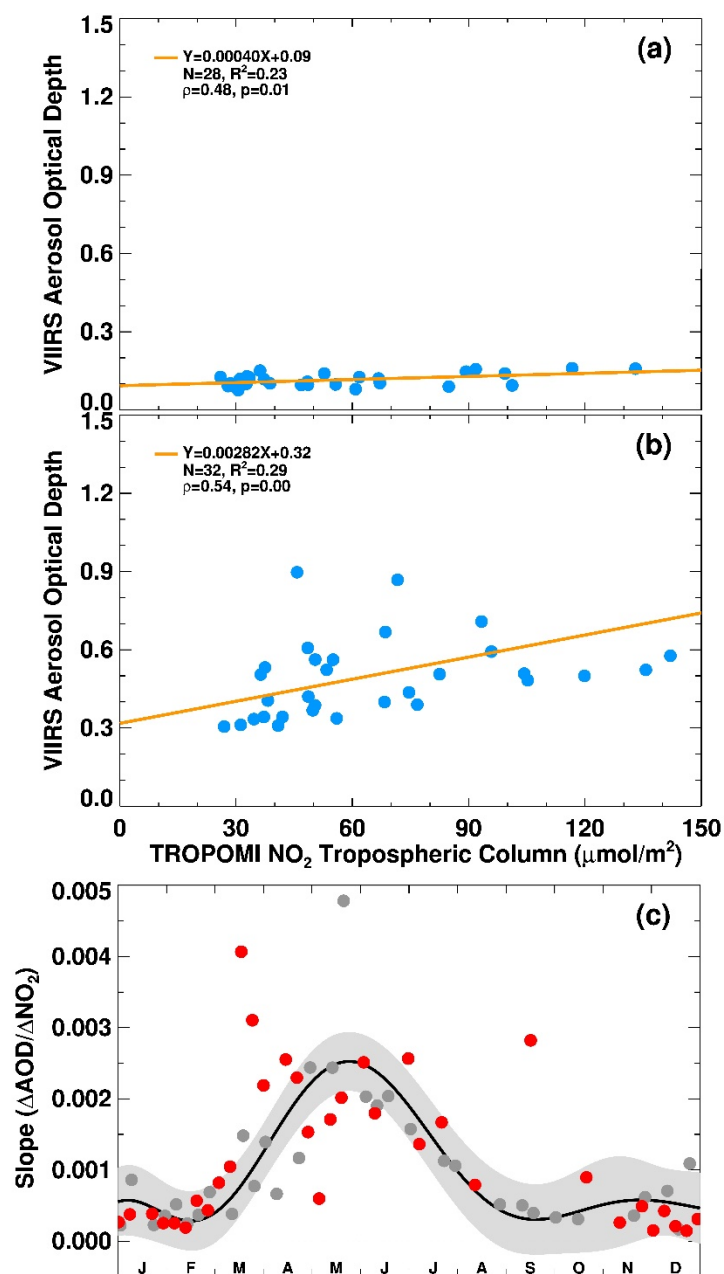 (a)
Y=0.00040X+0.09
N=28, R²=0.23
ρ=0.48, p=0.01
VIIRS Aerosol Optical Depth
1.5
1.2
0.9
0.6
0.3
0.0
(b)
Y=0.00282X+0.32
N=32, R²=0.29
ρ=0.54, p=0.00
VIIRS Aerosol Optical Depth
1.5
1.2
0.9
0.6
0.3
0.0
0 30 60 90 120 150
TROPOMI NO₂ Tropospheric Column (μmol/m²)
(c)
Slope (ΔAOD/ΔNO₂)
0.005
0.004
0.003
0.002
0.001
0.000
J F M A M J J A S O N D